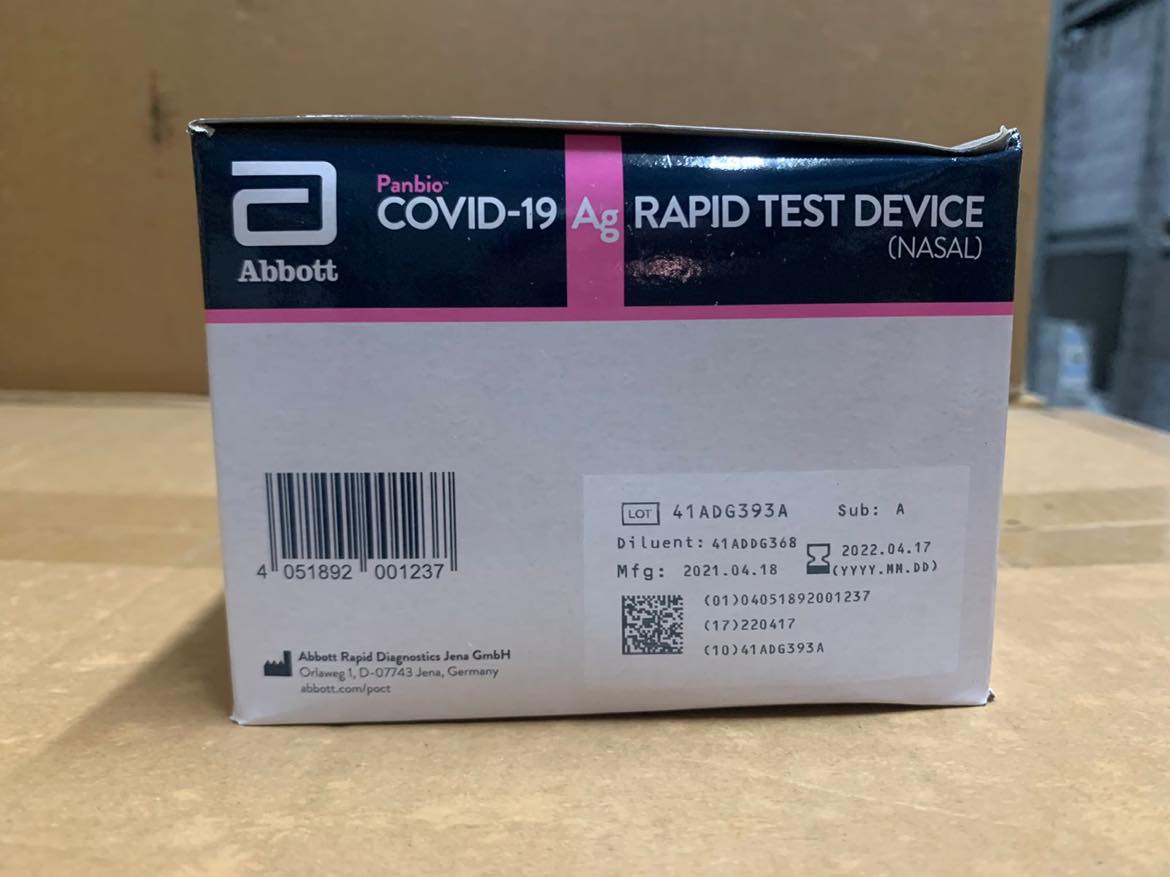 Panbio™
COVID-19 Ag RAPID TEST DEVICE
(NASAL)
Abbott
4 051892 001237
Abbott Rapid Diagnostics Jena GmbH
Orlaweg 1, D-07743 Jena, Germany
abbott.com/poct
LOT 41ADG393A Sub: A
Diluent: 41ADDG368
Mfg: 2021.04.18
2022.04.17
(YYYY.MM.DD)
(01)04051892001237
(17)220417
(10)41ADG393A